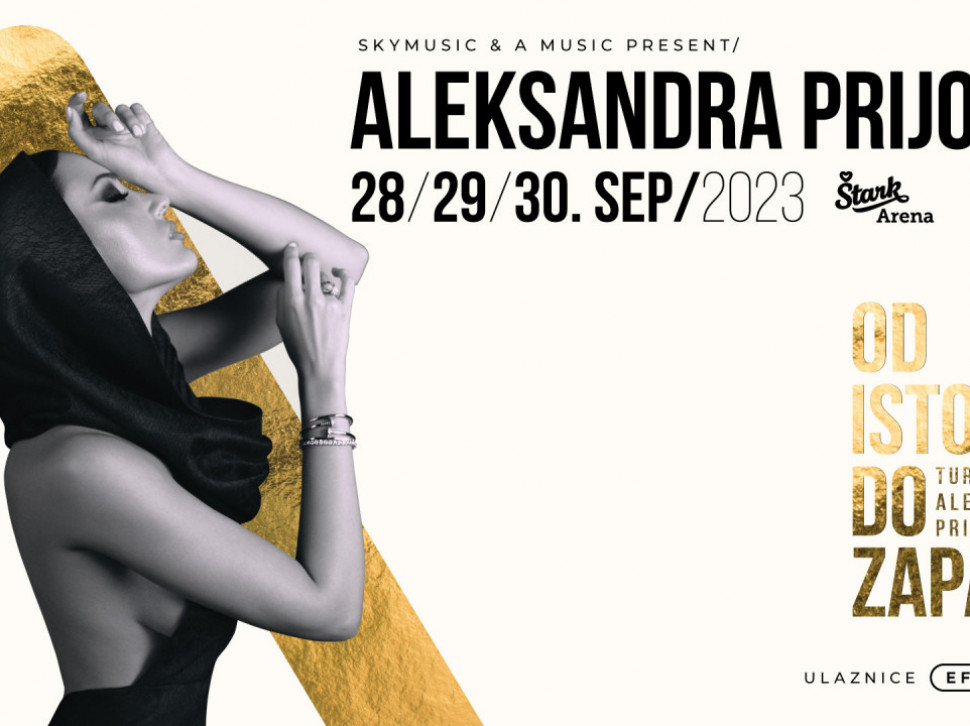 SKYMUSIC & A MUSIC PRESENT/
ALEKSANDRA PRIJO
28/29/30. SEP/2023
Štark
Arena
OD
ISTO
DO
TUR
ALE
PRI
ZAPA
ULAZNICE EF